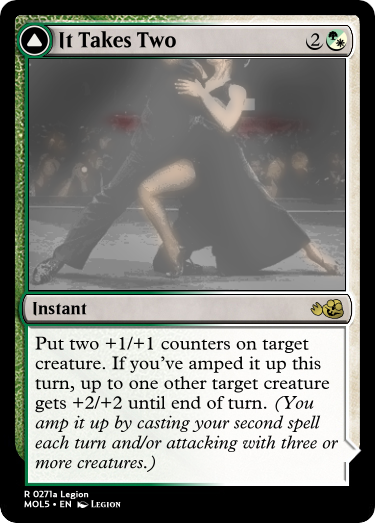 It Takes Two 2
Instant
Put two +1/+1 counters on target
creature. If you've amped it up this
turn, up to one other target creature
gets +2/+2 until end of turn. (You
amp it up by casting your second spell
each turn and/or attacking with three or
more creatures.)
R 0271a Legion
MOL5 • EN Legion